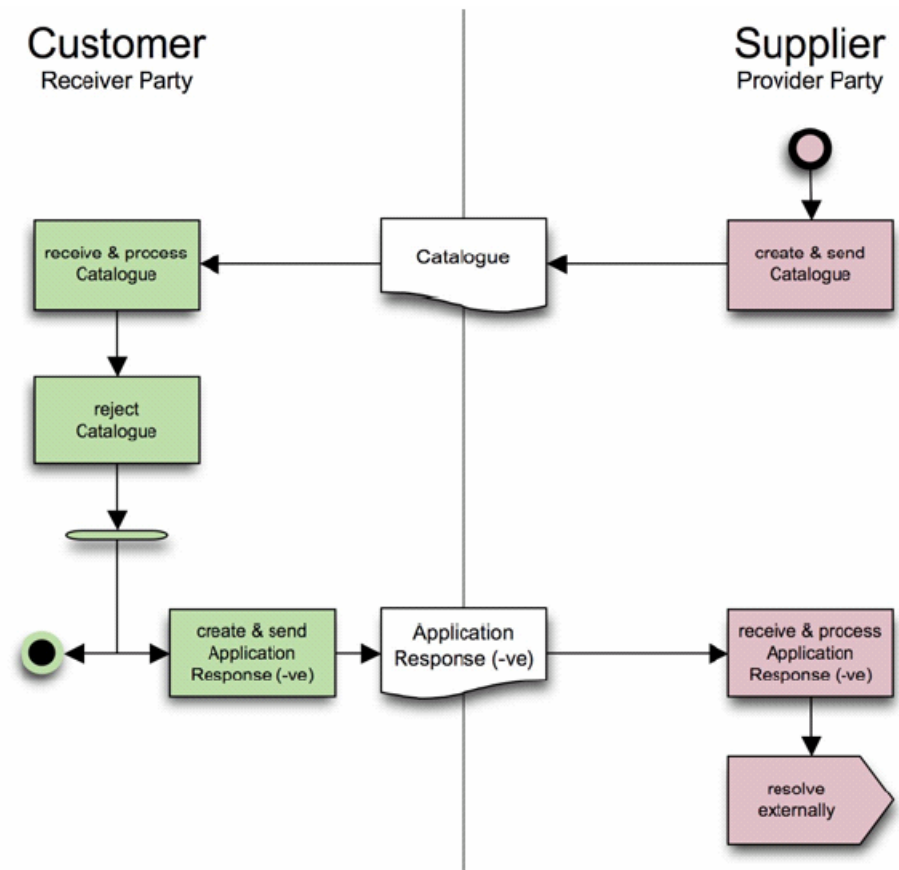 Customer
Receiver Party
Supplier
Provider Party
receive & process
Catalogue
Catalogue
create & send
Catalogue
reject
Catalogue
create & send
Application
Response (-ve)
Application
Response (-ve)
receive & process
Application
Response (-ve)
resolve
externally